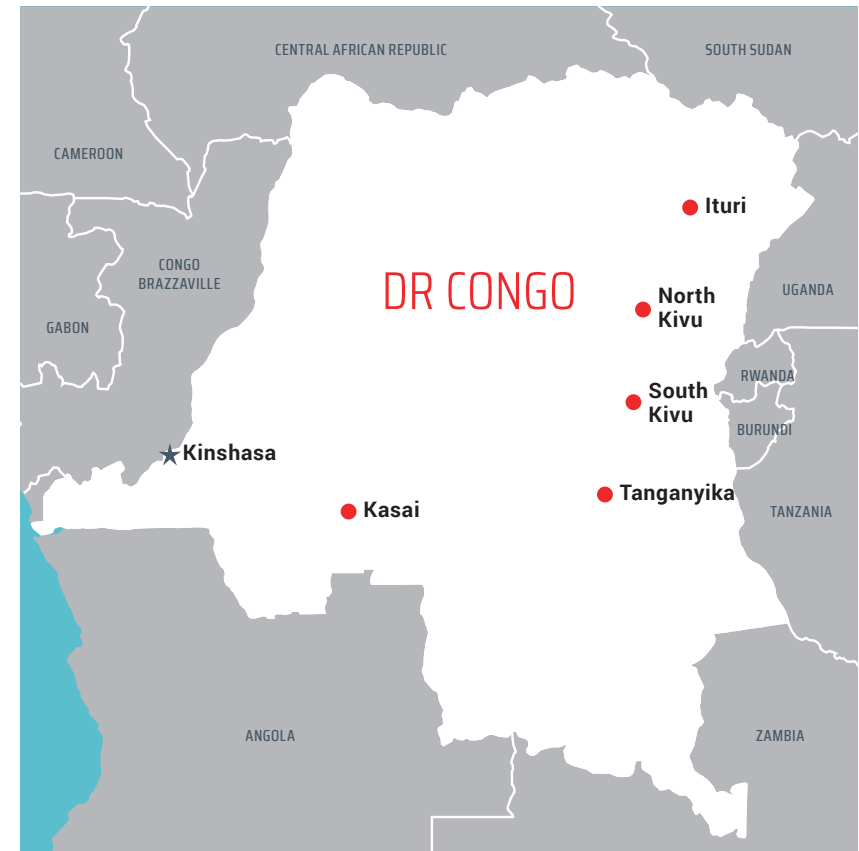 CENTRAL AFRICAN REPUBLIC
SOUTH SUDAN
CAMEROON
Ituri
CONGO
BRAZZAVILLE
DR CONGO
UGANDA
North
Kivu
GABON
RWANDA
South
Kivu
BURUNDI
Kinshasa
Tanganyika
Kasai
TANZANIA
ANGOLA
ZAMBIA